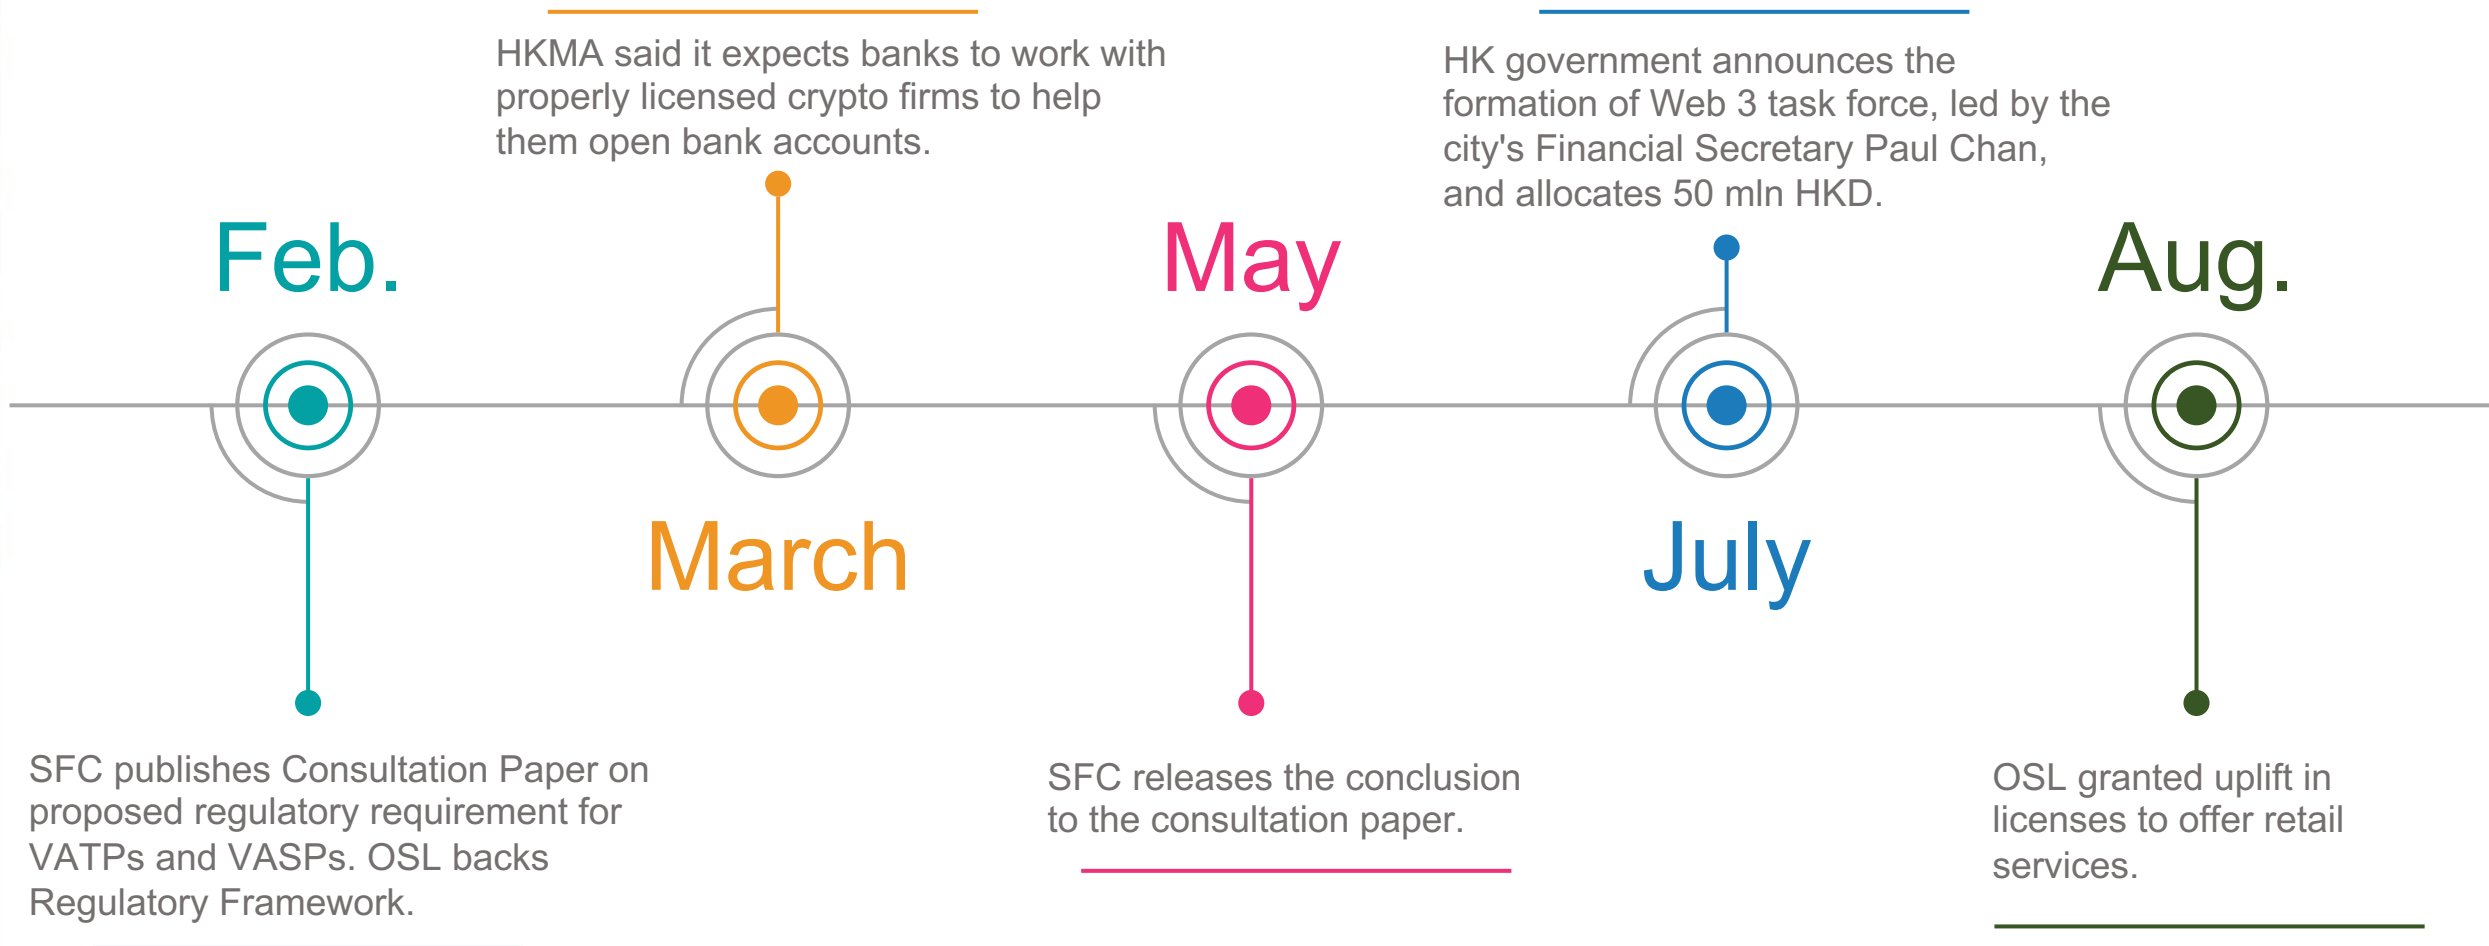 HKMA said it expects banks to work with
properly licensed crypto firms to help
them open bank accounts.
HK government announces the
formation of Web 3 task force, led by the
city's Financial Secretary Paul Chan,
and allocates 50 mln HKD.
Feb.
May
Aug.
March
July
SFC publishes Consultation Paper on
proposed regulatory requirement for
VATPs and VASPs. OSL backs
Regulatory Framework.
SFC releases the conclusion
to the consultation paper.
OSL granted uplift in
licenses to offer retail
services.